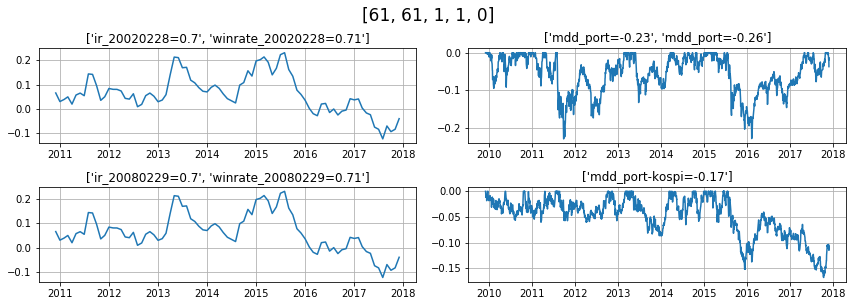 [61, 61, 1, 1, 0]
['ir_20020228=0.7', 'winrate_20020228=0.71']
0.2
0.1
0.0
−0.1
2011 2012 2013 2014 2015 2016 2017 2018
['mdd_port=-0.23', 'mdd_port=-0.26']
0.0
−0.1
−0.2
2010 2011 2012 2013 2014 2015 2016 2017 2018
['ir_20080229=0.7', 'winrate_20080229=0.71']
0.2
0.1
0.0
−0.1
2011 2012 2013 2014 2015 2016 2017 2018
['mdd_port-kospi=-0.17']
0.00
−0.05
−0.10
−0.15
2010 2011 2012 2013 2014 2015 2016 2017 2018